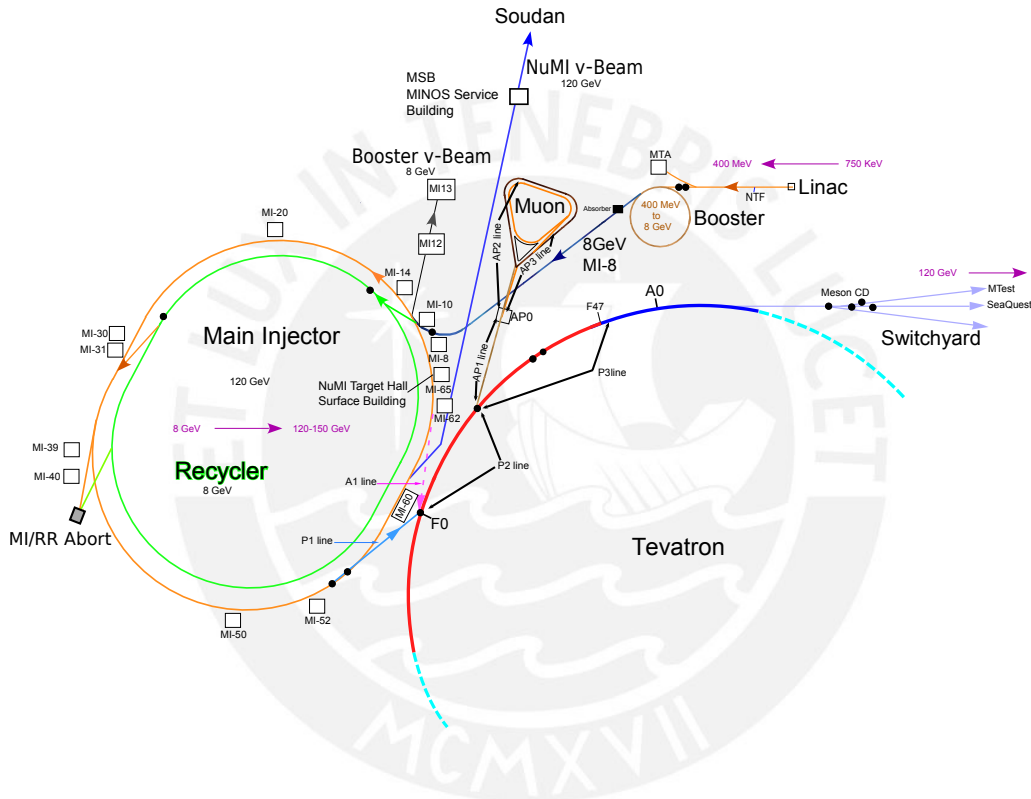 Soudan
NuMI ν-Beam
120 GeV
MSB
MINOS Service
Building
Booster ν-Beam
8 GeV
MI13
MI12
Muon
AP2 line
AP3 line
AP0
AP1 line
MTA
400 MeV
750 KeV
NTF
Linac
Absorber
400 MeV
to
8 GeV
Booster
8GeV
MI-8
MI-20
MI-14
MI-10
MI-8
MI-30
MI-31
Main Injector
120 GeV
NuMI Target Hall
Surface Building
MI-65
MI-62
8 GeV
120-150 GeV
Recycler
8 GeV
MI-39
MI-40
MI/RR Abort
A1 line
MI-60
P1 line
MI-52
MI-50
F0
P2 line
P3line
F47
A0
Tevatron
120 GeV
Meson CD
MTest
SeaQuest
Switchyard
ET LUX IN TENEBRIS LUCET
MCMXVII